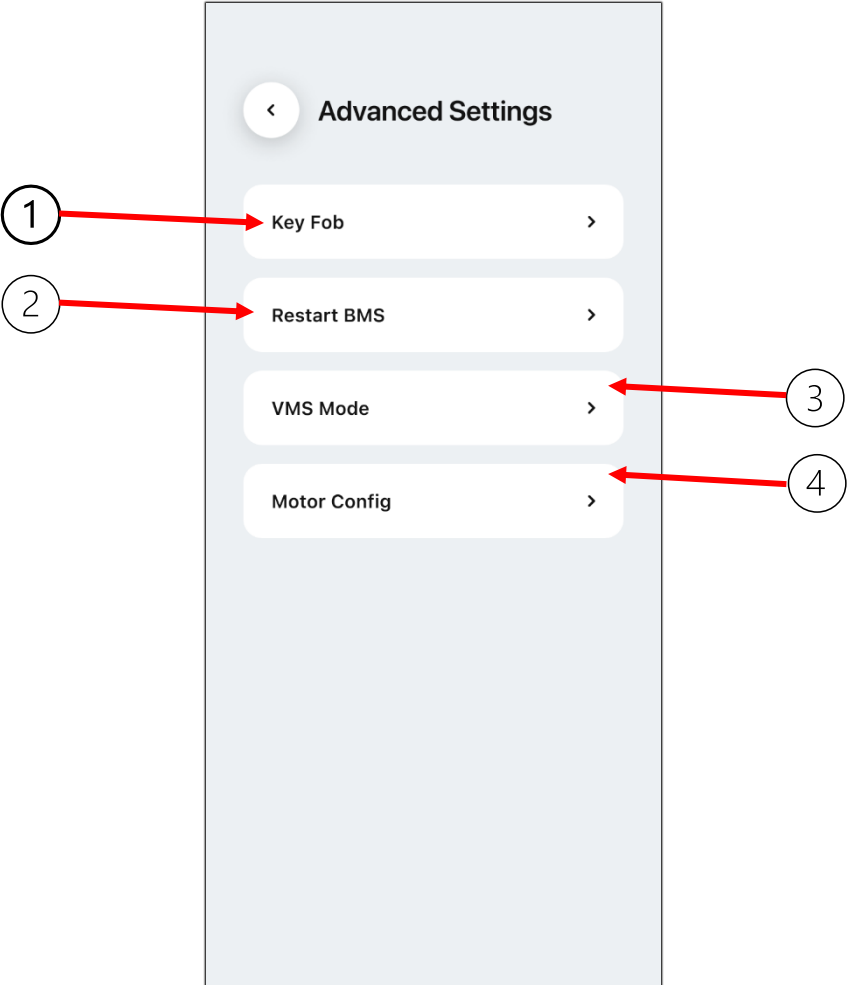 Advanced Settings
1
Key Fob
2
Restart BMS
VMS Mode
3
Motor Config
4